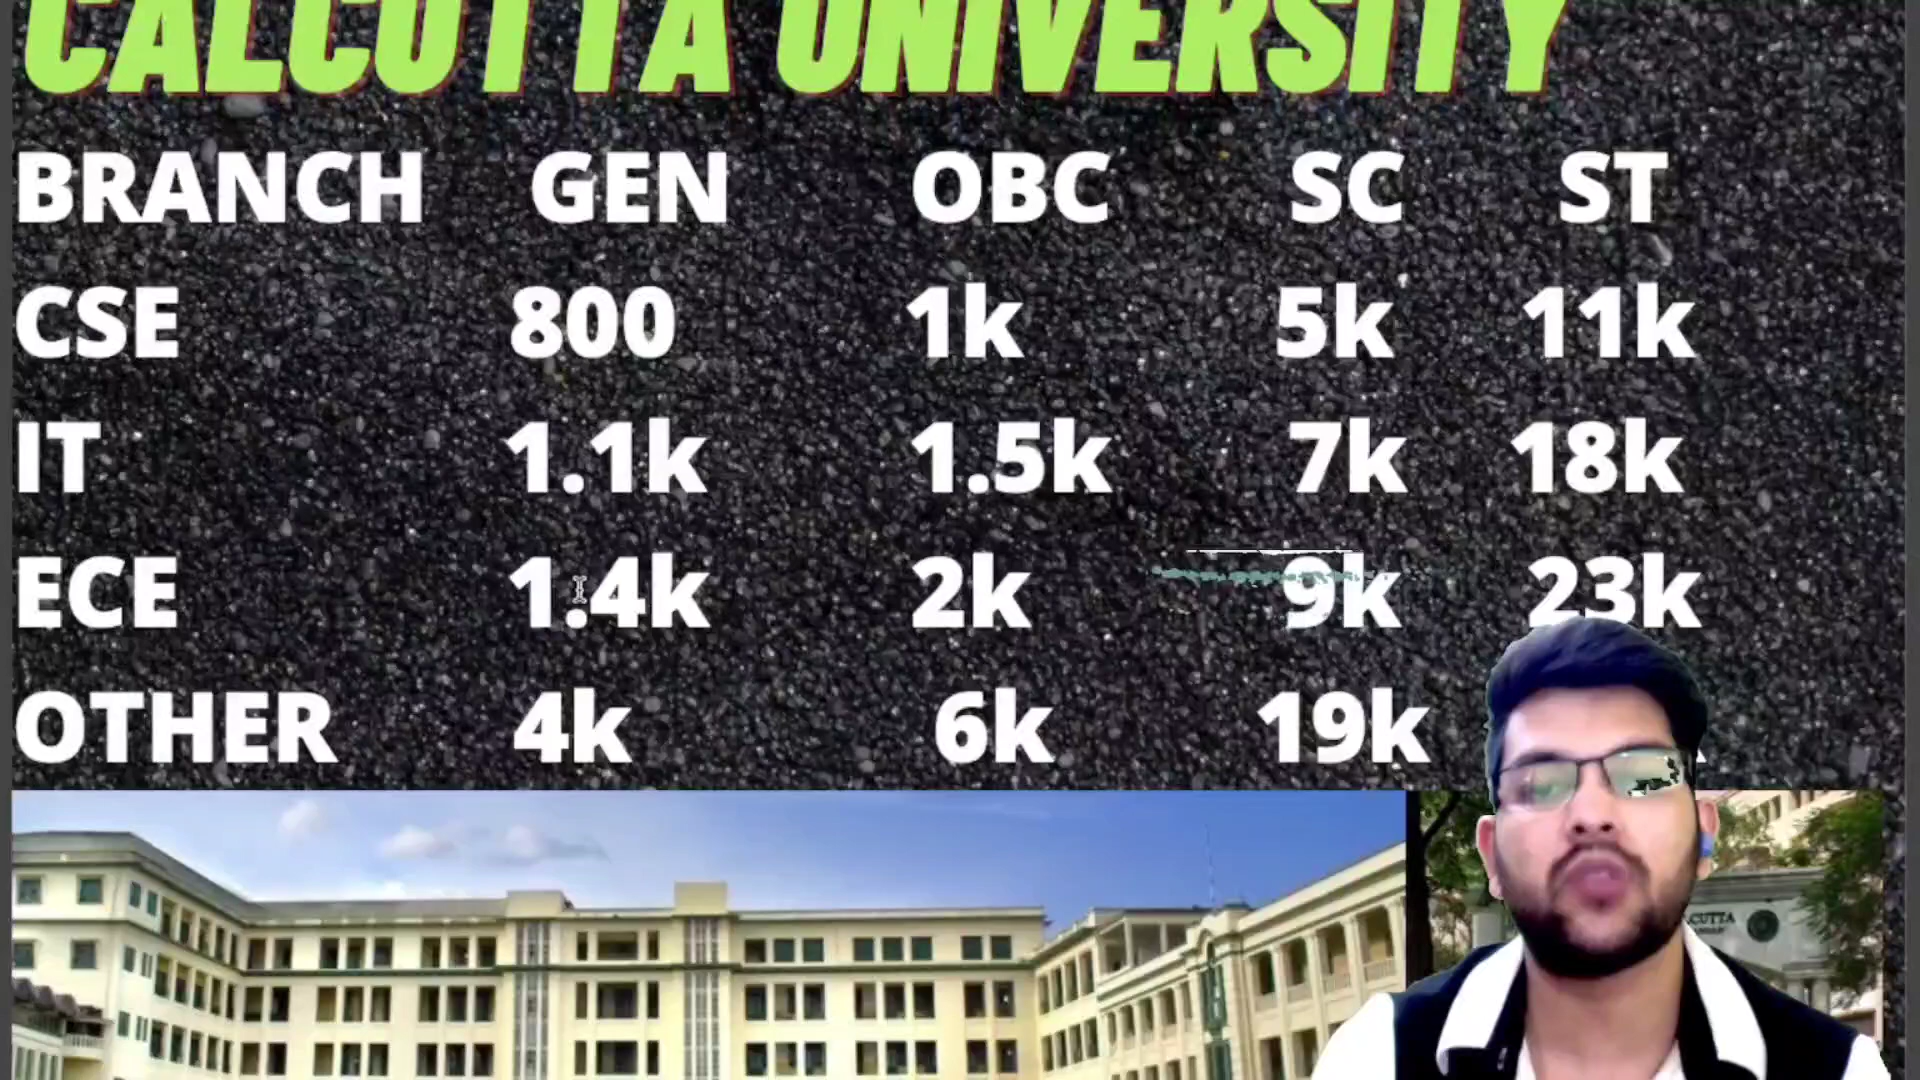 CALCUTTA UNIVERSITY
BRANCH GEN OBC SC ST
CSE 800 1k 5k 11k
IT 1.1k 1.5k 7k 18k
ECE 1.4k 2k 9k 23k
OTHER 4k 6k 19k